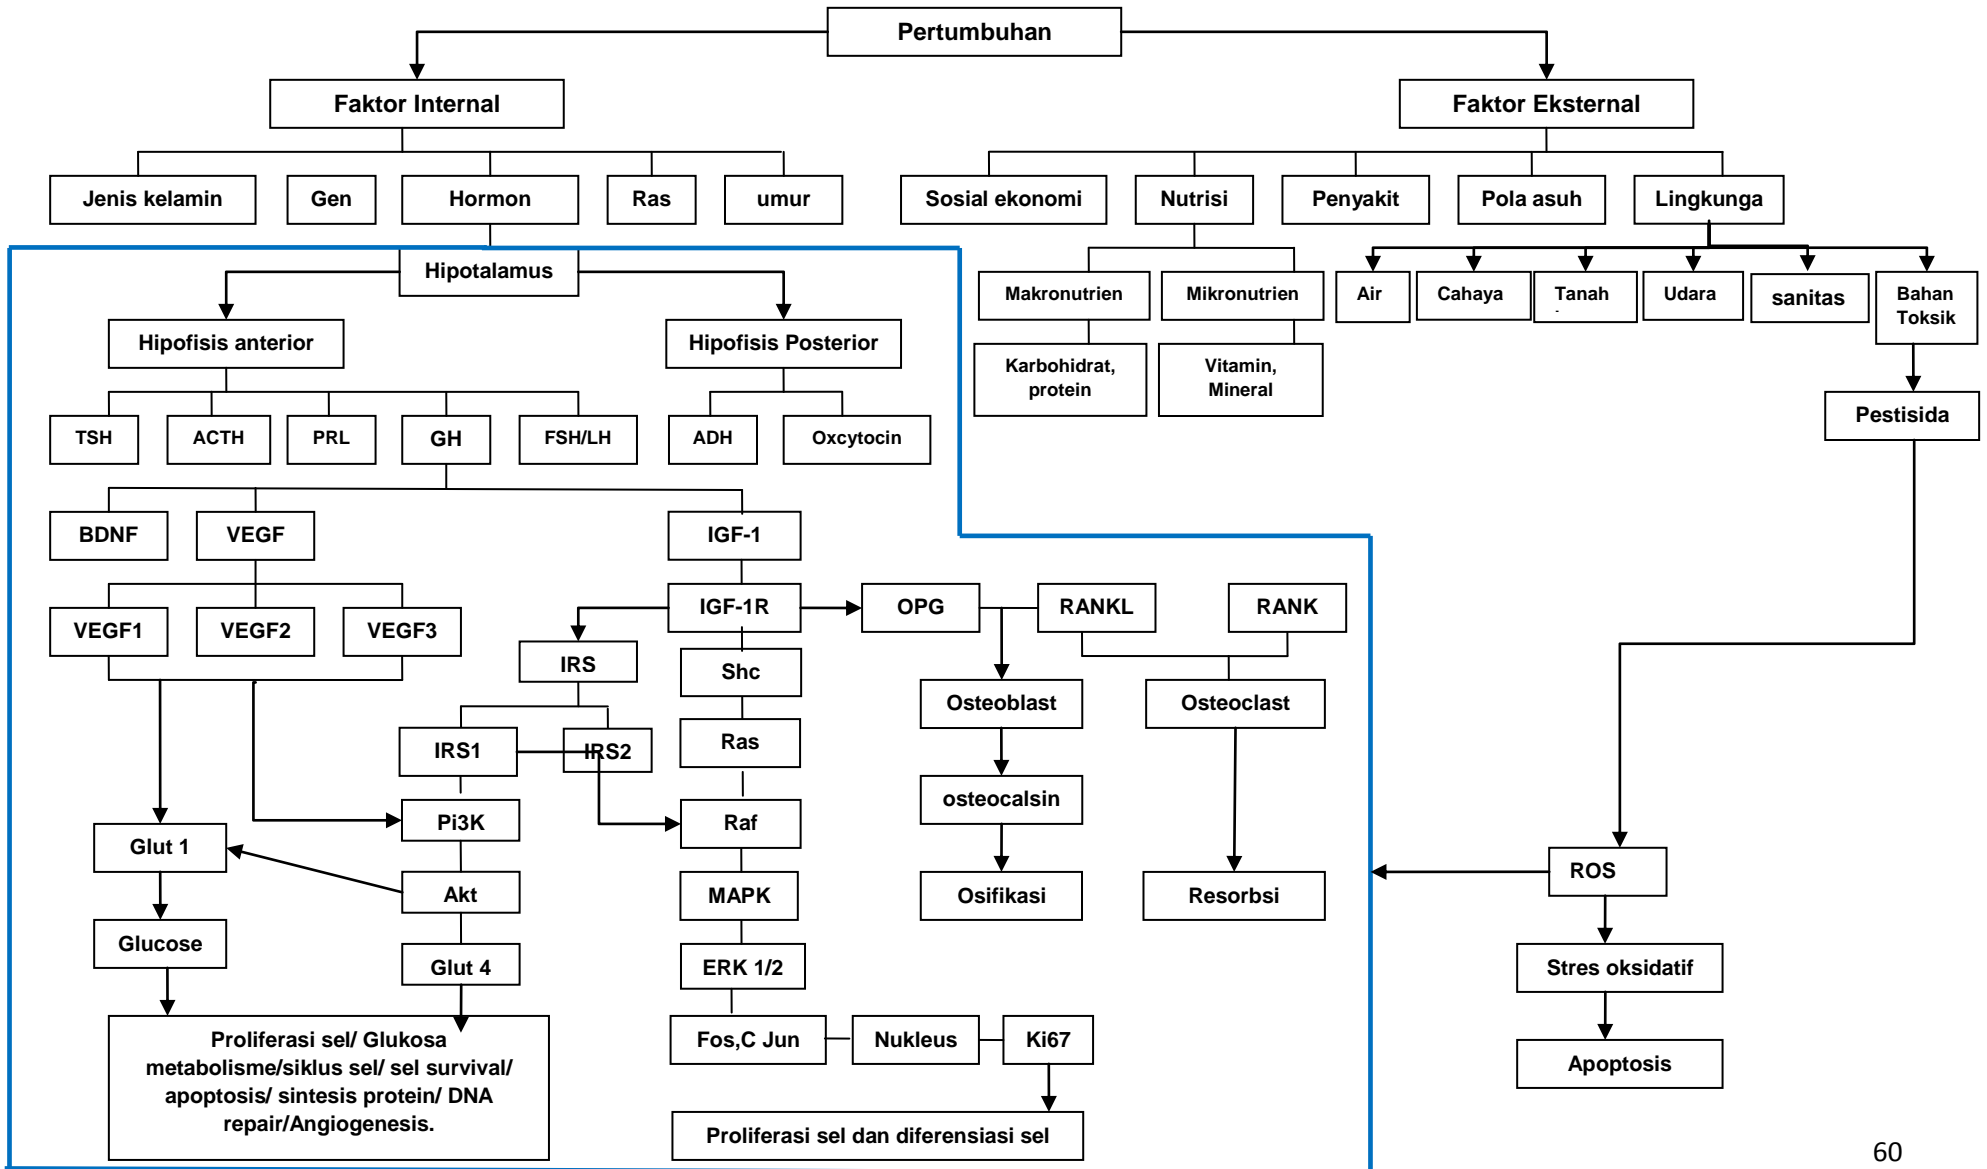 Pertumbuhan
Faktor Internal
Faktor Eksternal
Jenis kelamin
Gen
Hormon
Ras
umur
Sosial ekonomi
Nutrisi
Penyakit
Pola asuh
Lingkunga
Hipotalamus
Makronutrien
Mikronutrien
Air
Cahaya
Tanah
Udara
sanitas
Bahan
Toksik
Hipofisis anterior
Hipofisis Posterior
Karbohidrat,
protein
Vitamin,
Mineral
Pestisida
TSH
ACTH
PRL
GH
FSH/LH
ADH
Oxcytocin
BDNF
VEGF
IGF-1
VEGF1
VEGF2
VEGF3
IGF-1R
OPG
RANKL
RANK
IRS
Shc
Osteoblast
Osteoclast
IRS1
IRS2
Ras
osteocalsin
Pi3K
Raf
Glut 1
Akt
MAPK
Osifikasi
Resorbsi
ROS
Glucose
Glut 4
ERK 1/2
Stres oksidatif
Proliferasi sel/ Glukosa
metabolisme/siklus sel/ sel survival/
apoptosis/ sintesis protein/ DNA
repair/Angiogenesis.
Fos,C Jun
Nukleus
Ki67
Apoptosis
Proliferasi sel dan diferensiasi sel
60